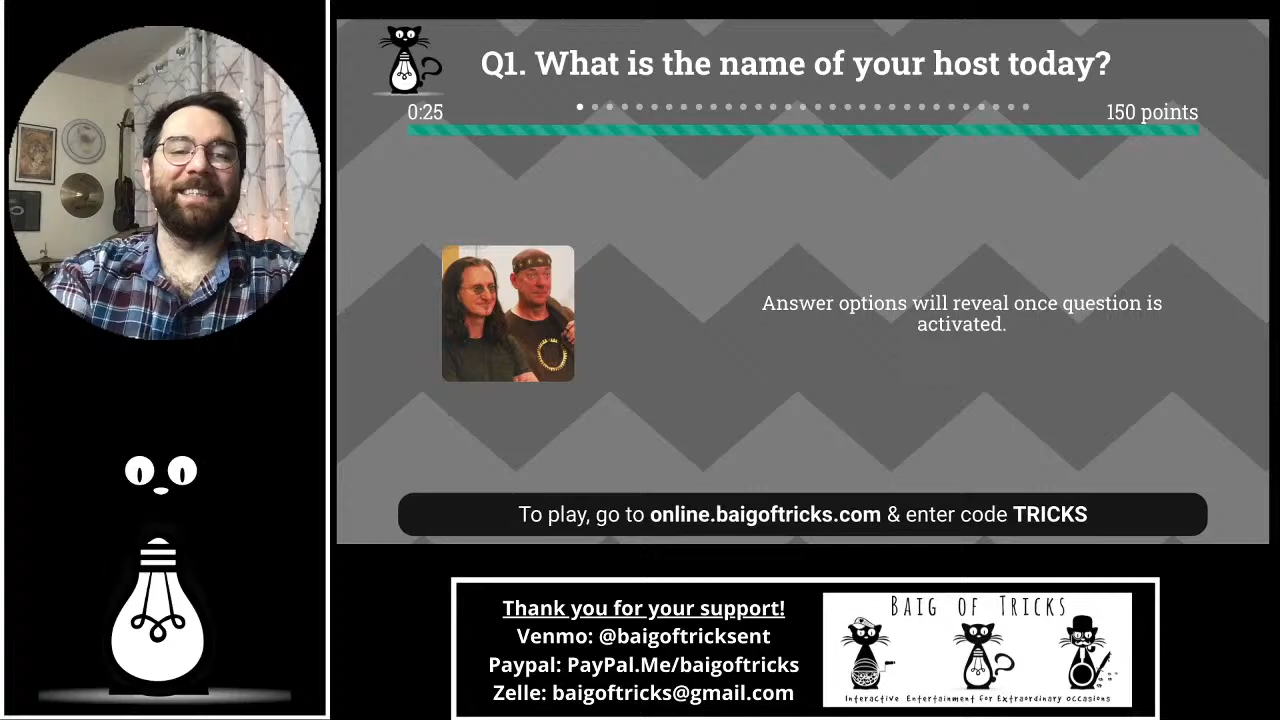 Q1. What is the name of your host today?
0:25
150 points
Answer options will reveal once question is
activated.
To play, go to online.baigoftricks.com & enter code TRICKS
Thank you for your support!
Venmo: @baigoftricksent
Paypal: PayPal.Me/baigoftricks
Zelle: baigoftricks@gmail.com
BAIG OF TRICKS
Interactive Entertainment for Extraordinary occasions